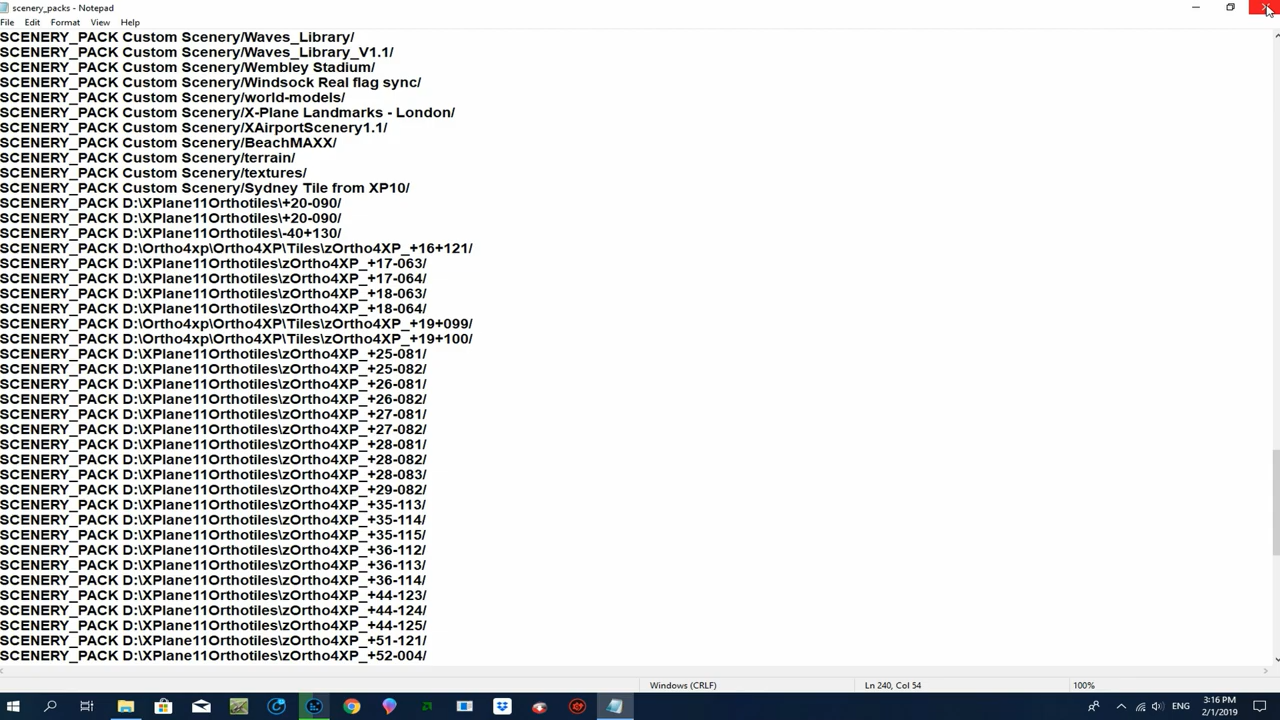 scenery_packs - Notepad
File Edit Format View Help
SCENERY_PACK Custom Scenery/Waves_Library/
SCENERY_PACK Custom Scenery/Waves_Library_V1.1/
SCENERY_PACK Custom Scenery/Wembley Stadium/
SCENERY_PACK Custom Scenery/Windsock Real flag sync/
SCENERY_PACK Custom Scenery/world-models/
SCENERY_PACK Custom Scenery/X-Plane Landmarks - London/
SCENERY_PACK Custom Scenery/XAirportScenery1.1/
SCENERY_PACK Custom Scenery/BeachMAXX/
SCENERY_PACK Custom Scenery/terrain/
SCENERY_PACK Custom Scenery/textures/
SCENERY_PACK Custom Scenery/Sydney Tile from XP10/
SCENERY_PACK D:\XPlane11Orthotiles\+20-090/
SCENERY_PACK D:\XPlane11Orthotiles\+20-090/
SCENERY_PACK D:\XPlane11Orthotiles\-40+130/
SCENERY_PACK D:\Ortho4xp\Ortho4XP\Tiles\zOrtho4XP_+16+121/
SCENERY_PACK D:\XPlane11Orthotiles\zOrtho4XP_+17-063/
SCENERY_PACK D:\XPlane11Orthotiles\zOrtho4XP_+17-064/
SCENERY_PACK D:\XPlane11Orthotiles\zOrtho4XP_+18-063/
SCENERY_PACK D:\XPlane11Orthotiles\zOrtho4XP_+18-064/
SCENERY_PACK D:\Ortho4xp\Ortho4XP\Tiles\zOrtho4XP_+19+099/
SCENERY_PACK D:\Ortho4xp\Ortho4XP\Tiles\zOrtho4XP_+19+100/
SCENERY_PACK D:\XPlane11Orthotiles\zOrtho4XP_+25-081/
SCENERY_PACK D:\XPlane11Orthotiles\zOrtho4XP_+25-082/
SCENERY_PACK D:\XPlane11Orthotiles\zOrtho4XP_+26-081/
SCENERY_PACK D:\XPlane11Orthotiles\zOrtho4XP_+26-082/
SCENERY_PACK D:\XPlane11Orthotiles\zOrtho4XP_+27-081/
SCENERY_PACK D:\XPlane11Orthotiles\zOrtho4XP_+27-082/
SCENERY_PACK D:\XPlane11Orthotiles\zOrtho4XP_+28-081/
SCENERY_PACK D:\XPlane11Orthotiles\zOrtho4XP_+28-082/
SCENERY_PACK D:\XPlane11Orthotiles\zOrtho4XP_+28-083/
SCENERY_PACK D:\XPlane11Orthotiles\zOrtho4XP_+29-082/
SCENERY_PACK D:\XPlane11Orthotiles\zOrtho4XP_+35-113/
SCENERY_PACK D:\XPlane11Orthotiles\zOrtho4XP_+35-114/
SCENERY_PACK D:\XPlane11Orthotiles\zOrtho4XP_+35-115/
SCENERY_PACK D:\XPlane11Orthotiles\zOrtho4XP_+36-112/
SCENERY_PACK D:\XPlane11Orthotiles\zOrtho4XP_+36-113/
SCENERY_PACK D:\XPlane11Orthotiles\zOrtho4XP_+36-114/
SCENERY_PACK D:\XPlane11Orthotiles\zOrtho4XP_+44-123/
SCENERY_PACK D:\XPlane11Orthotiles\zOrtho4XP_+44-124/
SCENERY_PACK D:\XPlane11Orthotiles\zOrtho4XP_+44-125/
SCENERY_PACK D:\XPlane11Orthotiles\zOrtho4XP_+51-121/
SCENERY_PACK D:\XPlane11Orthotiles\zOrtho4XP_+52-004/
Windows (CRLF) Ln 240, Col 54 100%
ENG 3:16 PM
2/1/2019